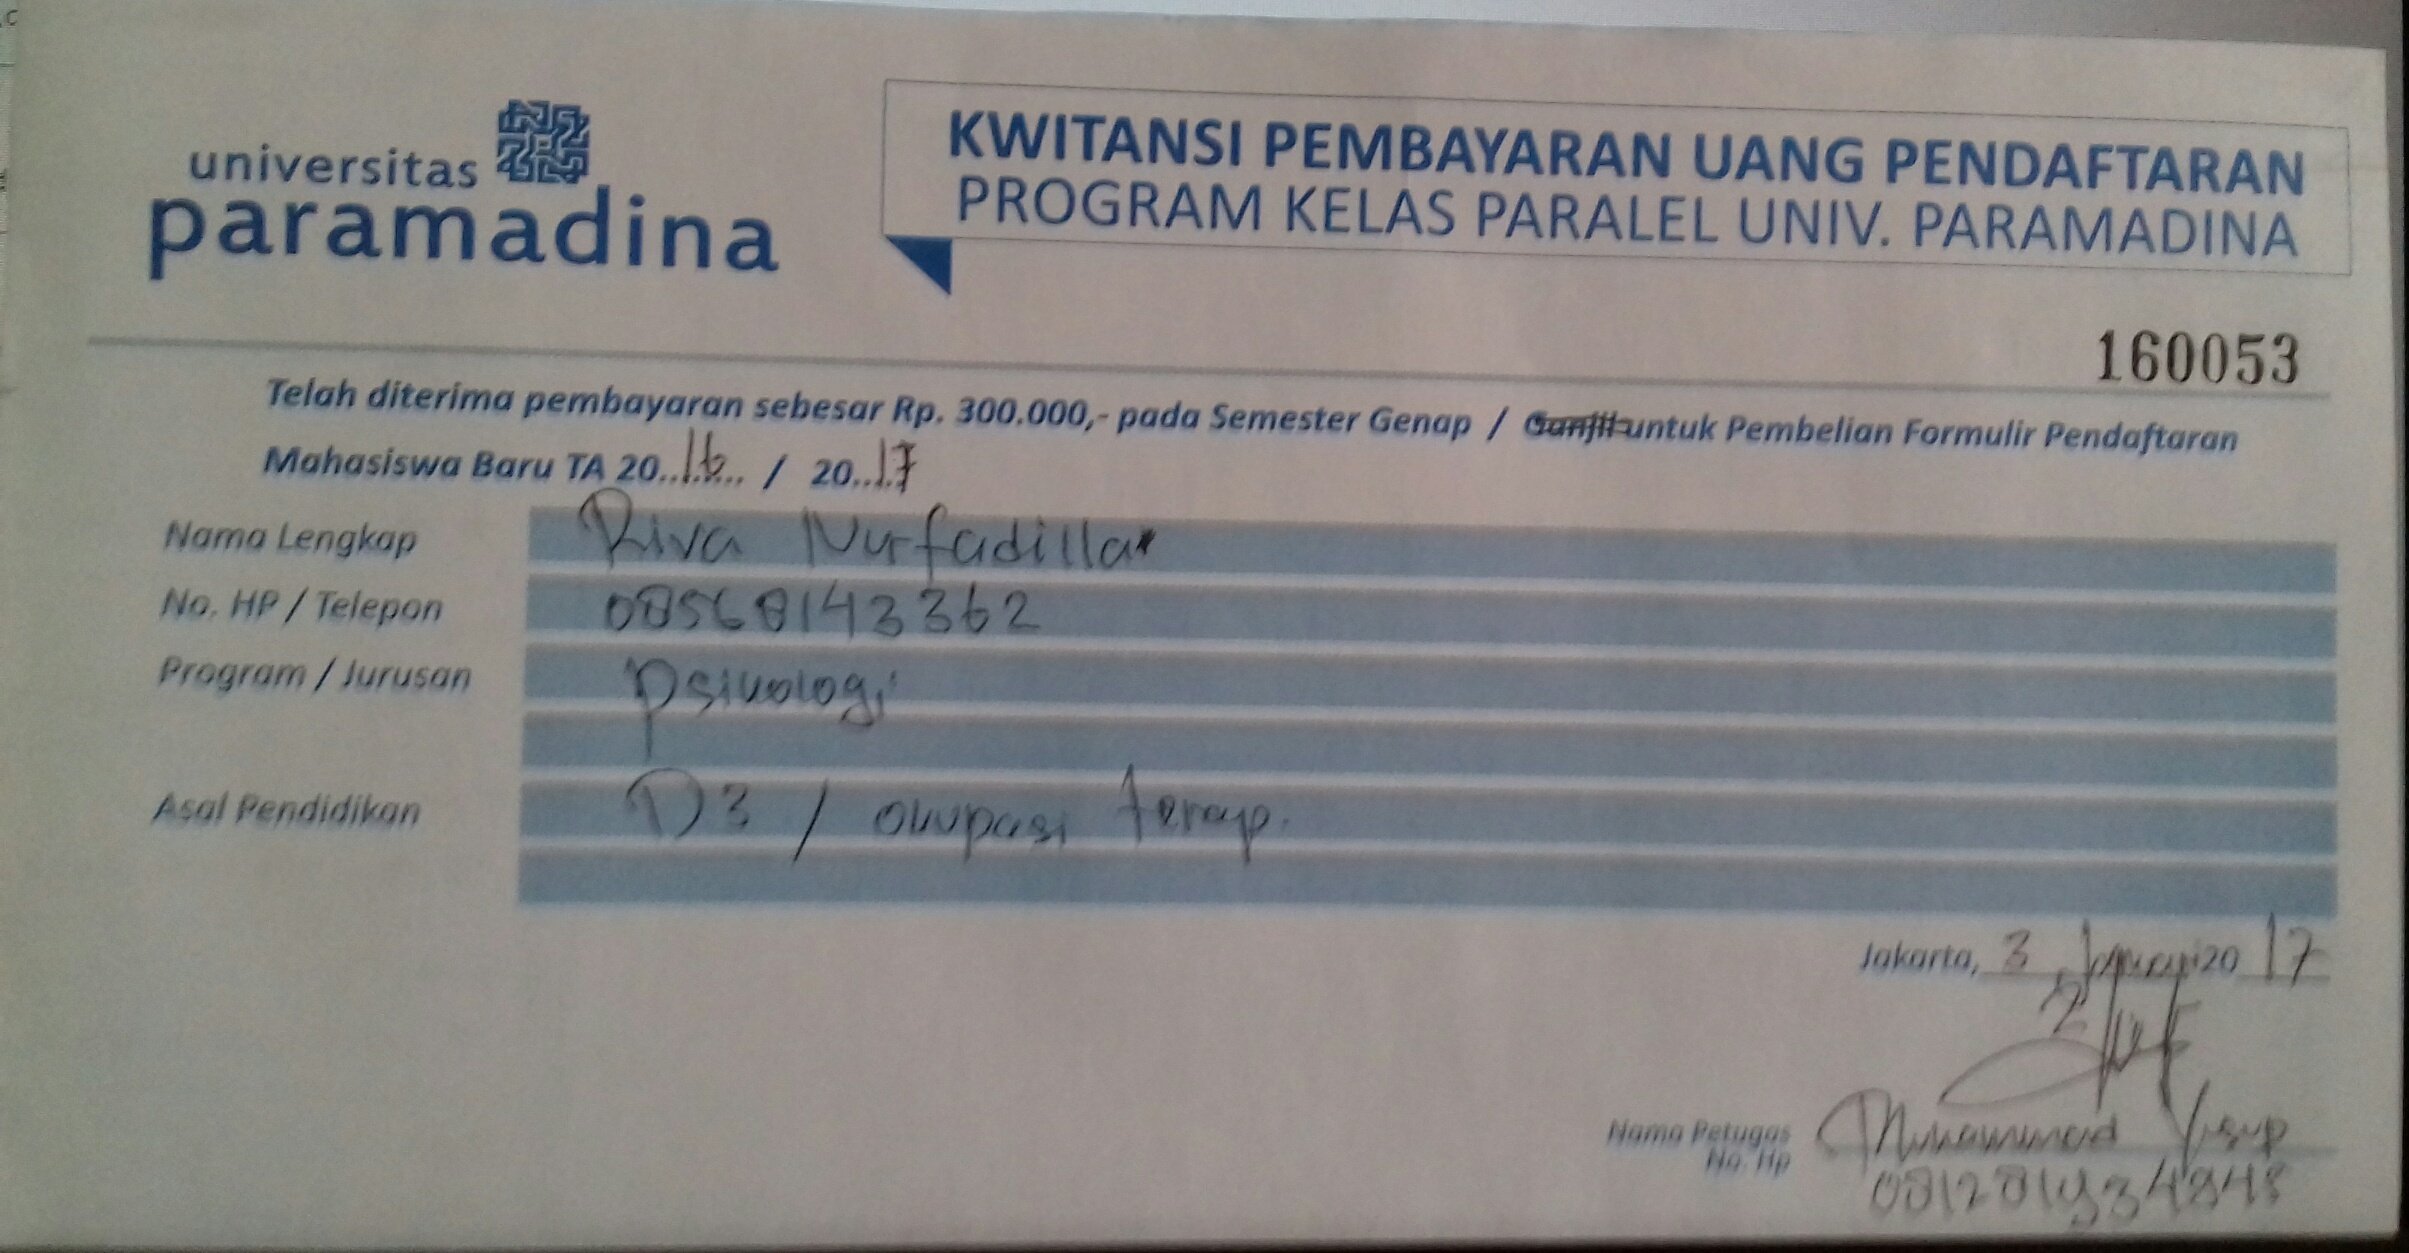 universitas
paramadina
KWITANSI PEMBAYARAN UANG PENDAFTARAN
PROGRAM KELAS PARALEL UNIV. PARAMADINA
160053
Telah diterima pembayaran sebesar Rp. 300.000,- pada Semester Genap / Ganjil untuk Pembelian Formulir Pendaftaran
Mahasiswa Baru TA 20..16... / 20..17
Nama Lengkap Riva Nurfadilla
No. HP / Telepon 08568143362
Program / Jurusan Psikologi
Asal Pendidikan D3 / okupasi terap.
Jakarta, 3 Januari 20 17
Nama Petugas Muhammad Yusup
No. Hp